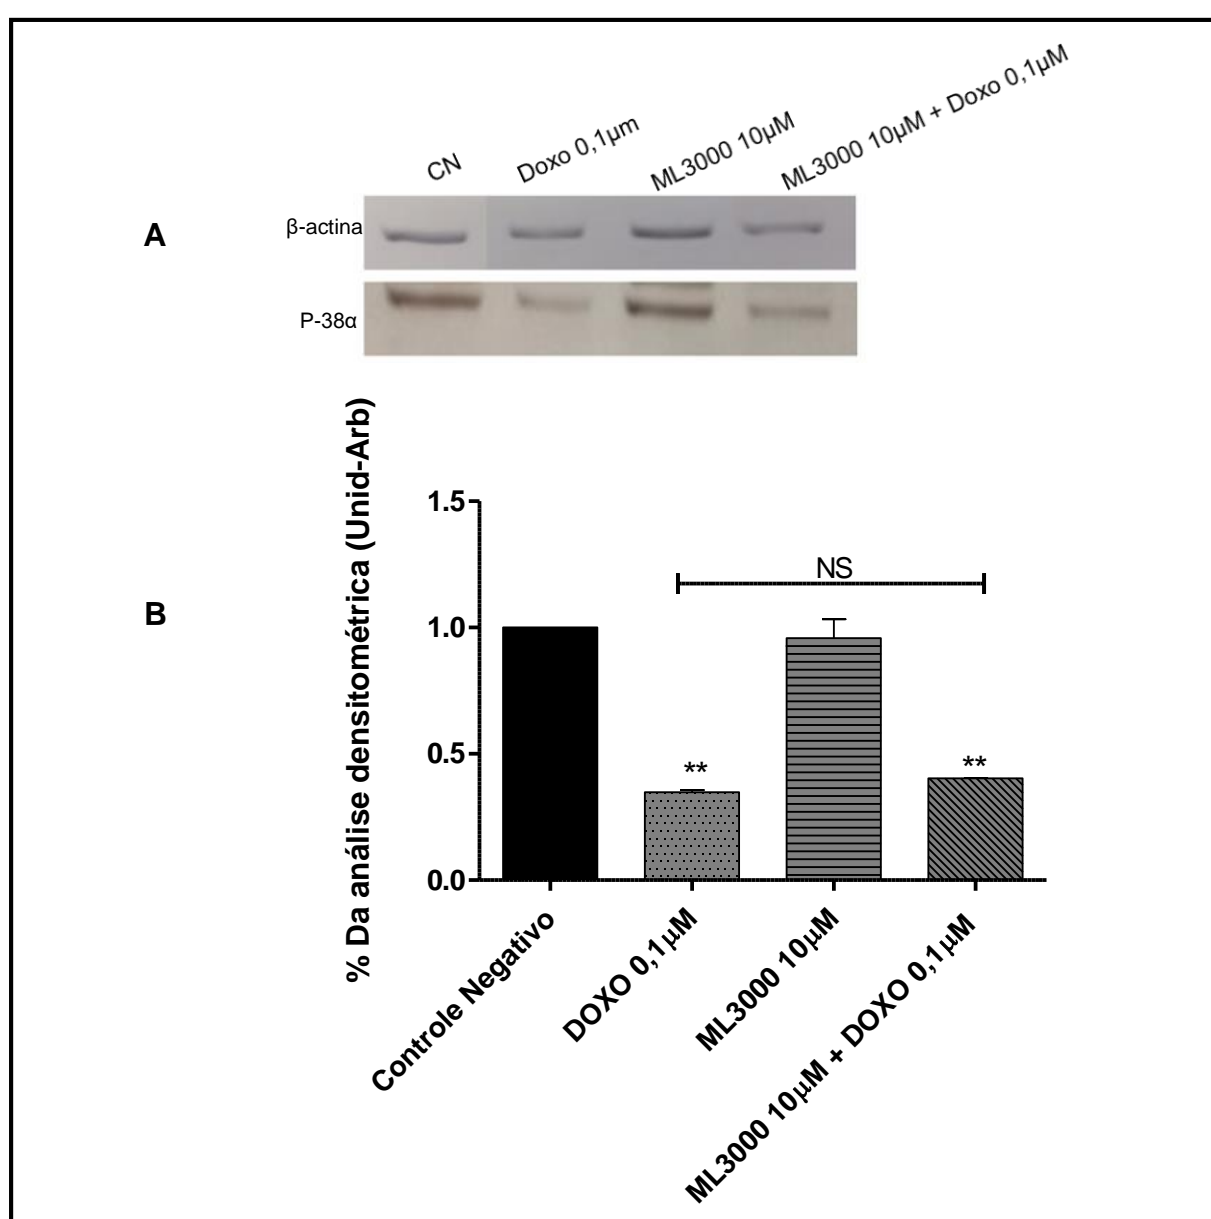 CN
Doxo 0,1µm
ML3000 10µM
ML3000 10µM + Doxo 0,1µM
A
β-actina
P-38α
B
% Da análise densitométrica (Unid-Arb)
1.5
1.0
0.5
0.0
NS
**
**
Controle Negativo
DOXO 0,1µM
ML3000 10µM
ML3000 10µM + DOXO 0,1µM